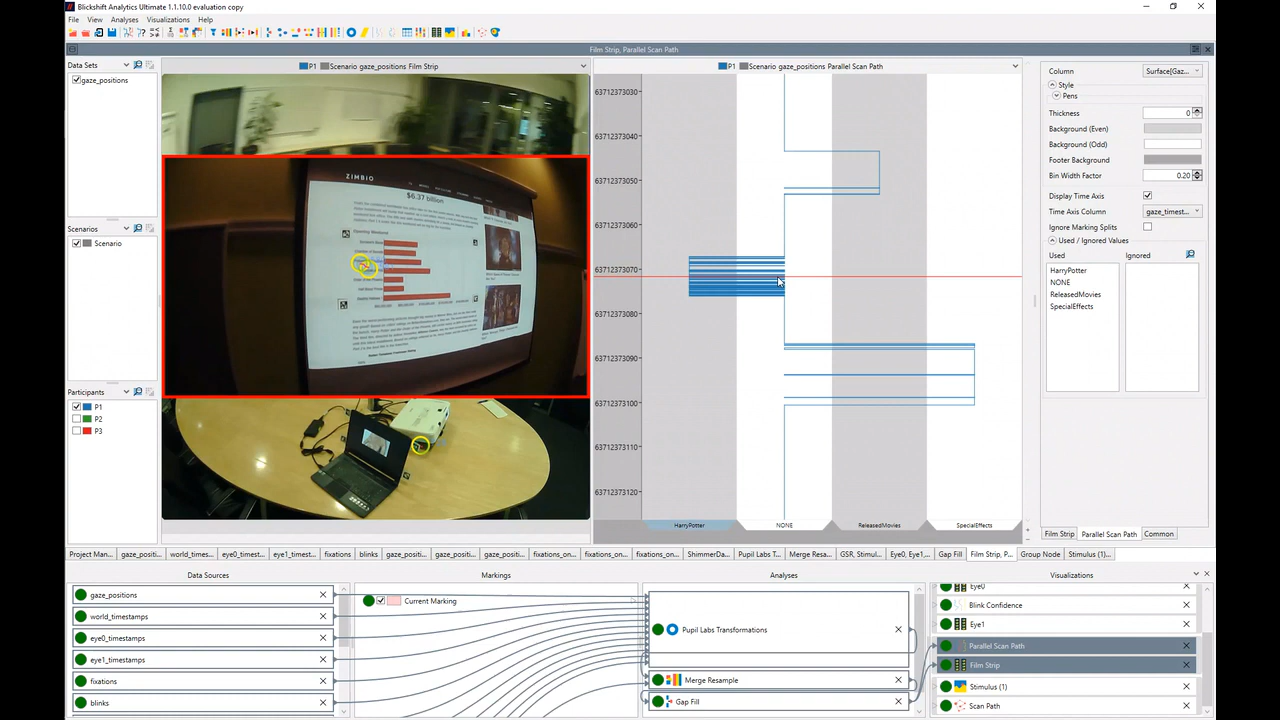 Blickshift Analytics Ultimate 1.1.10.0 evaluation copy
File View Analyses Visualizations Help
Film Strip, Parallel Scan Path
Data Sets
gaze_positions
Scenarios
Scenario
Participants
P1
P2
P3
P1 Scenario gaze_positions Film Strip
ZIMBIO
$6.37 billion
P1 Scenario gaze_positions Parallel Scan Path
63712373030
63712373040
63712373050
63712373060
63712373070
63712373080
63712373090
63712373100
63712373110
63712373120
HarryPotter NONE ReleasedMovies SpecialEffects
Column Surface[Gaz...
Style
Pens
Thickness 0
Background (Even)
Background (Odd)
Footer Background
Bin Width Factor 0.20
Display Time Axis
Time Axis Column gaze_timest...
Ignore Marking Splits
Used / Ignored Values
Used Ignored
HarryPotter
NONE
ReleasedMovies
SpecialEffects
Film Strip Parallel Scan Path Common
Project Man... gaze_positi... world_times... eye0_timest... eye1_timest... fixations blinks gaze_positi... gaze_positi... gaze_positi... fixations_on... fixations_on... fixations_on... ShimmerDa... Pupil Labs T... Merge Resa... GSR, Stimul... Eye0, Eye1,... Gap Fill Film Strip, P... Group Node Stimulus (1)...
Data Sources Markings Analyses Visualizations
gaze_positions
world_timestamps
eye0_timestamps
eye1_timestamps
fixations
blinks
Current Marking
Pupil Labs Transformations
Merge Resample
Gap Fill
Eye0
Blink Confidence
Eye1
Parallel Scan Path
Film Strip
Stimulus (1)
Scan Path